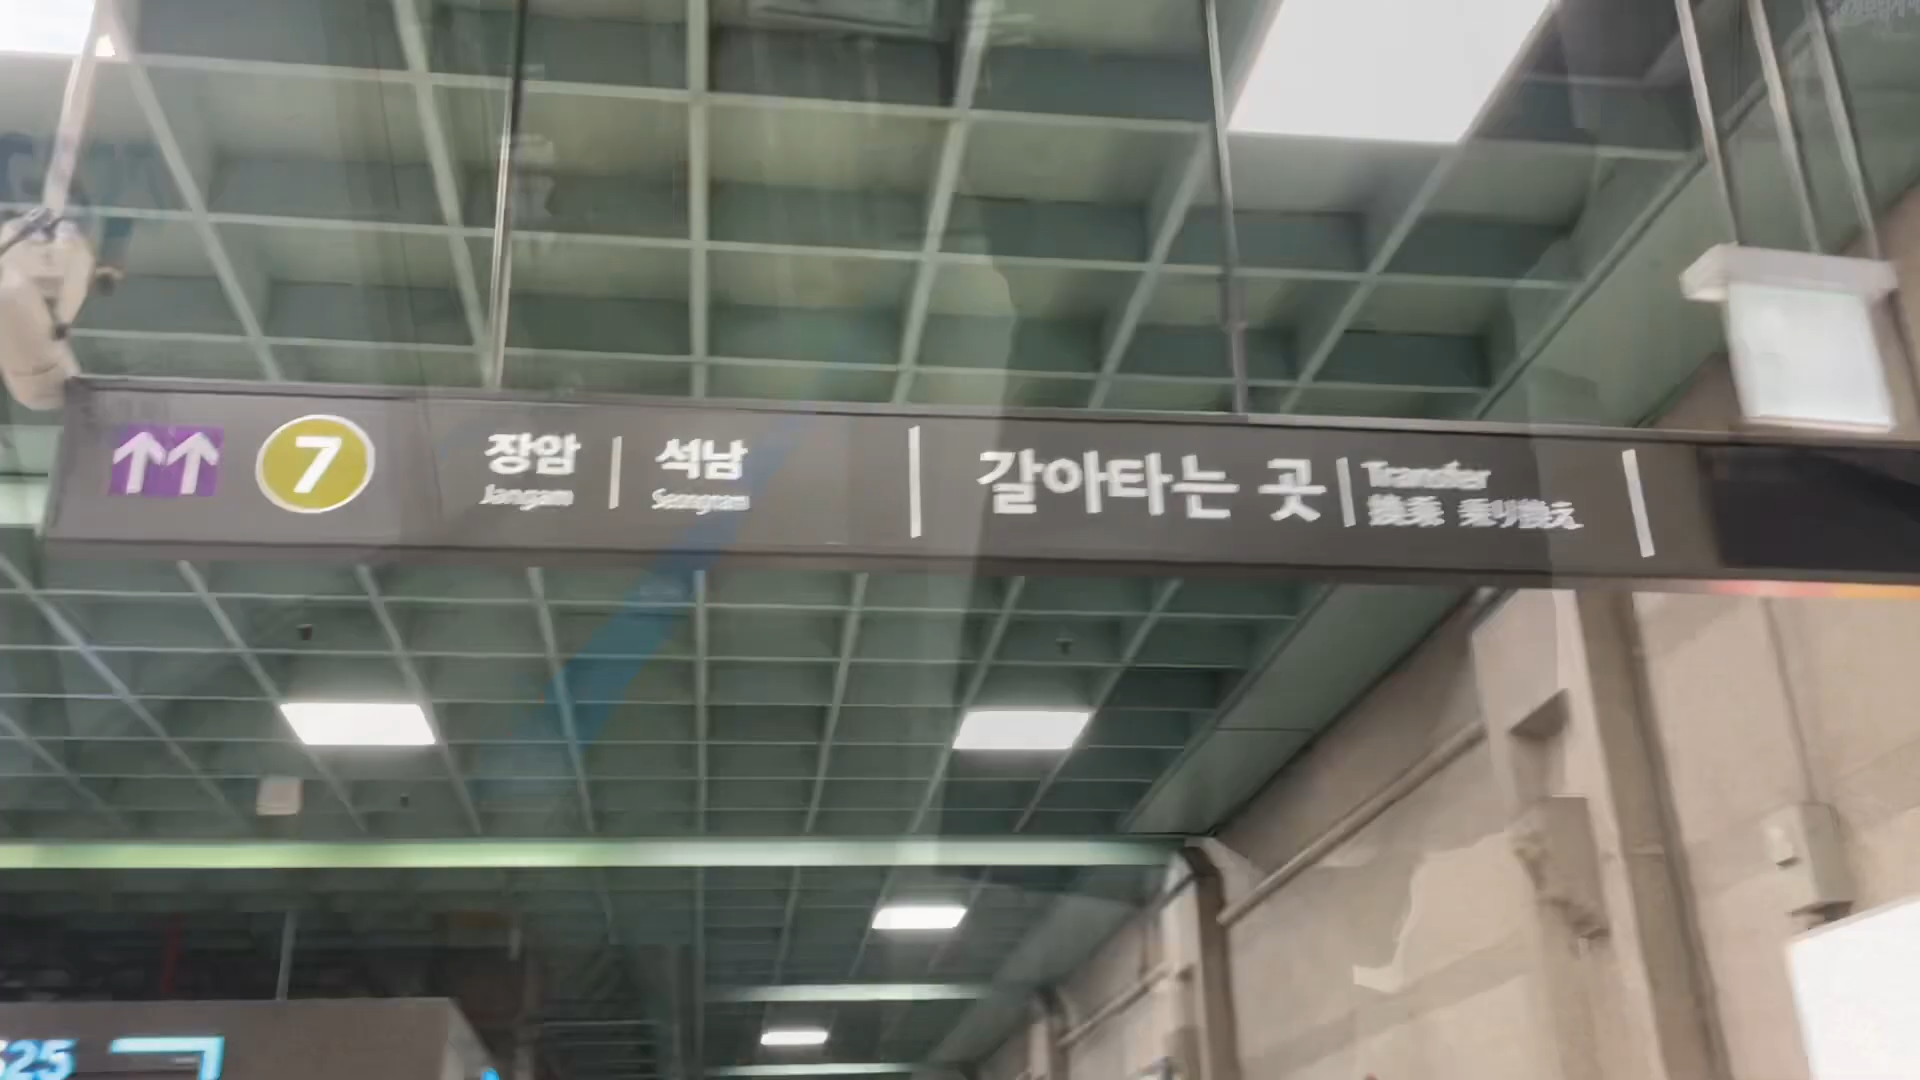 7
장암 | 석남
Jangam Seongnam
갈아타는 곳 | Transfer
換乘 乗り換え
525